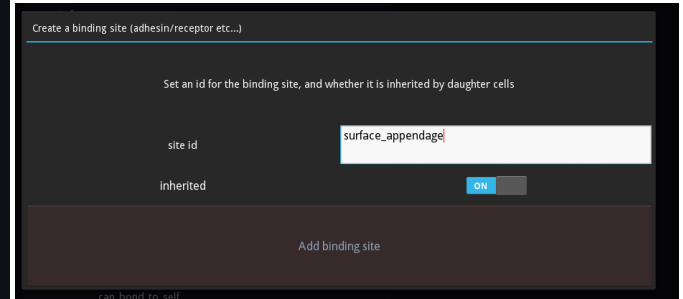 Create a binding site (adhesin/receptor etc...)
Set an id for the binding site, and whether it is inherited by daughter cells
site id
surface_appendage
inherited
ON
Add binding site
can bond to self